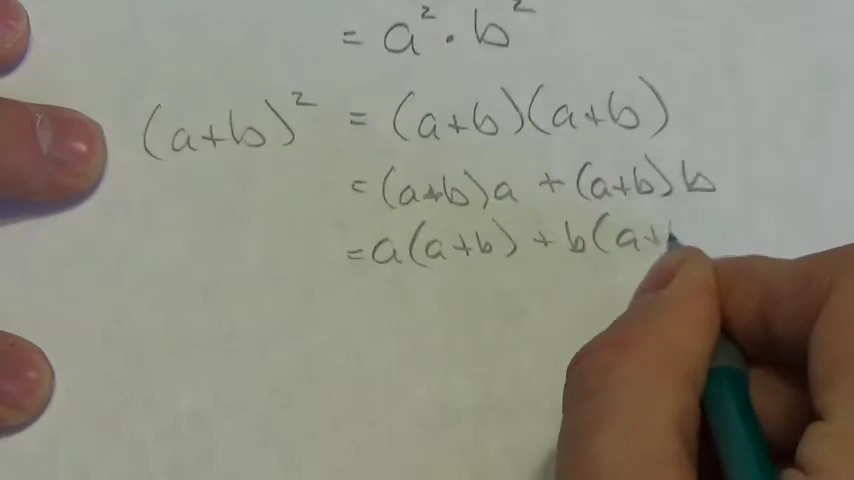 = a² · b²
(a+b)² = (a+b)(a+b)
= (a+b)a + (a+b)b
= a(a+b) + b(a+